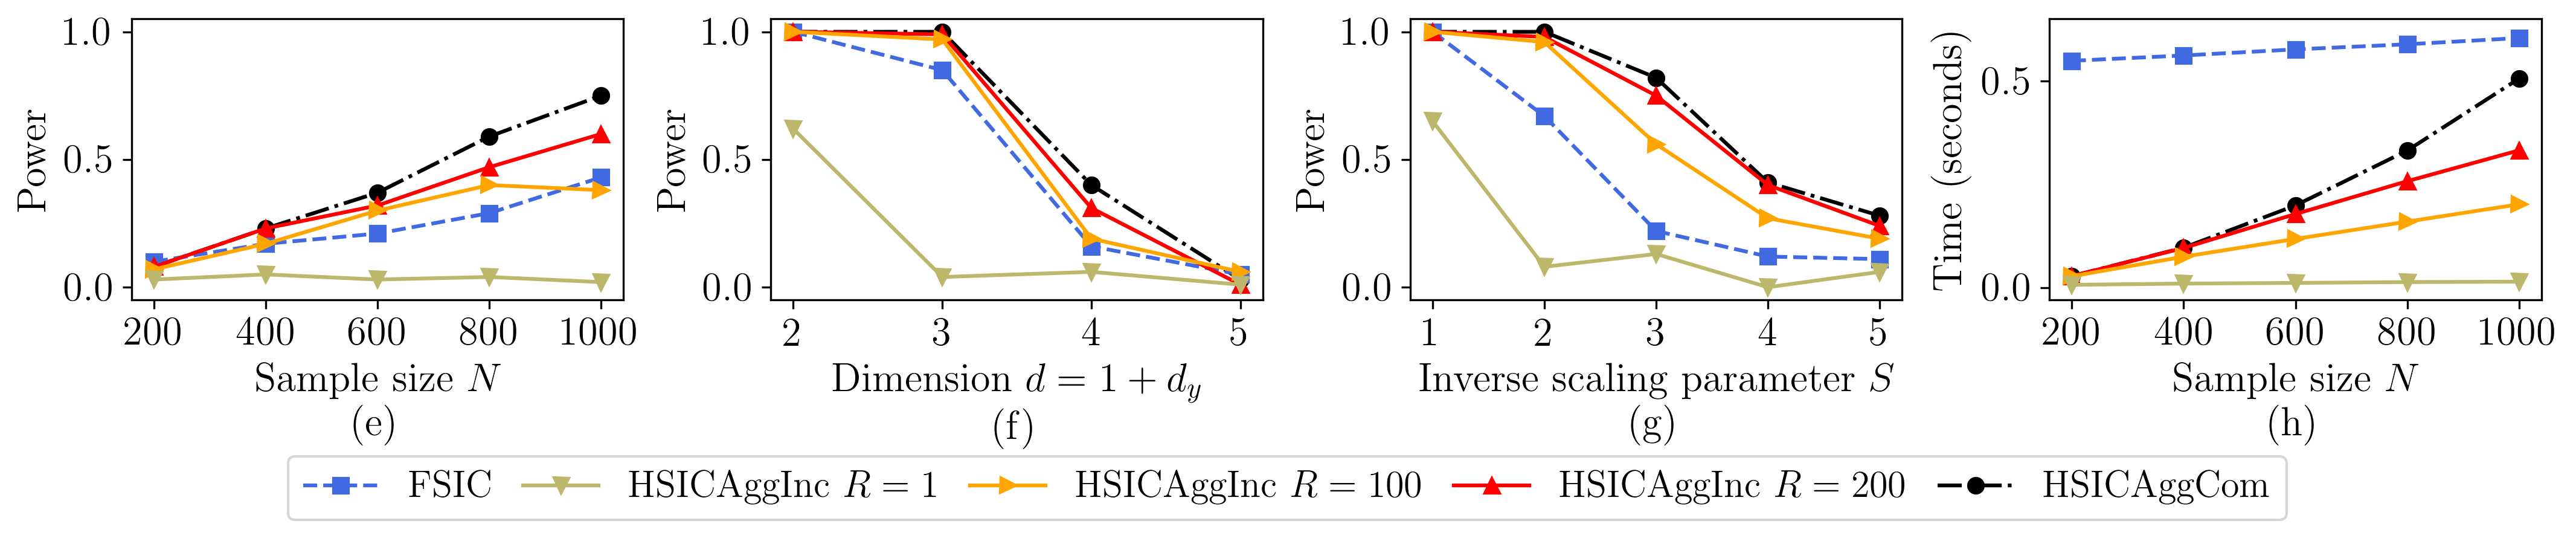 Power
1.0
0.5
0.0
200 400 600 800 1000
Sample size N
(e)
Power
1.0
0.5
0.0
2 3 4 5
Dimension d = 1 + d_y
(f)
Power
1.0
0.5
0.0
1 2 3 4 5
Inverse scaling parameter S
(g)
Time (seconds)
0.5
0.0
200 400 600 800 1000
Sample size N
(h)
FSIC HSICAggInc R = 1 HSICAggInc R = 100 HSICAggInc R = 200 HSICAggCom